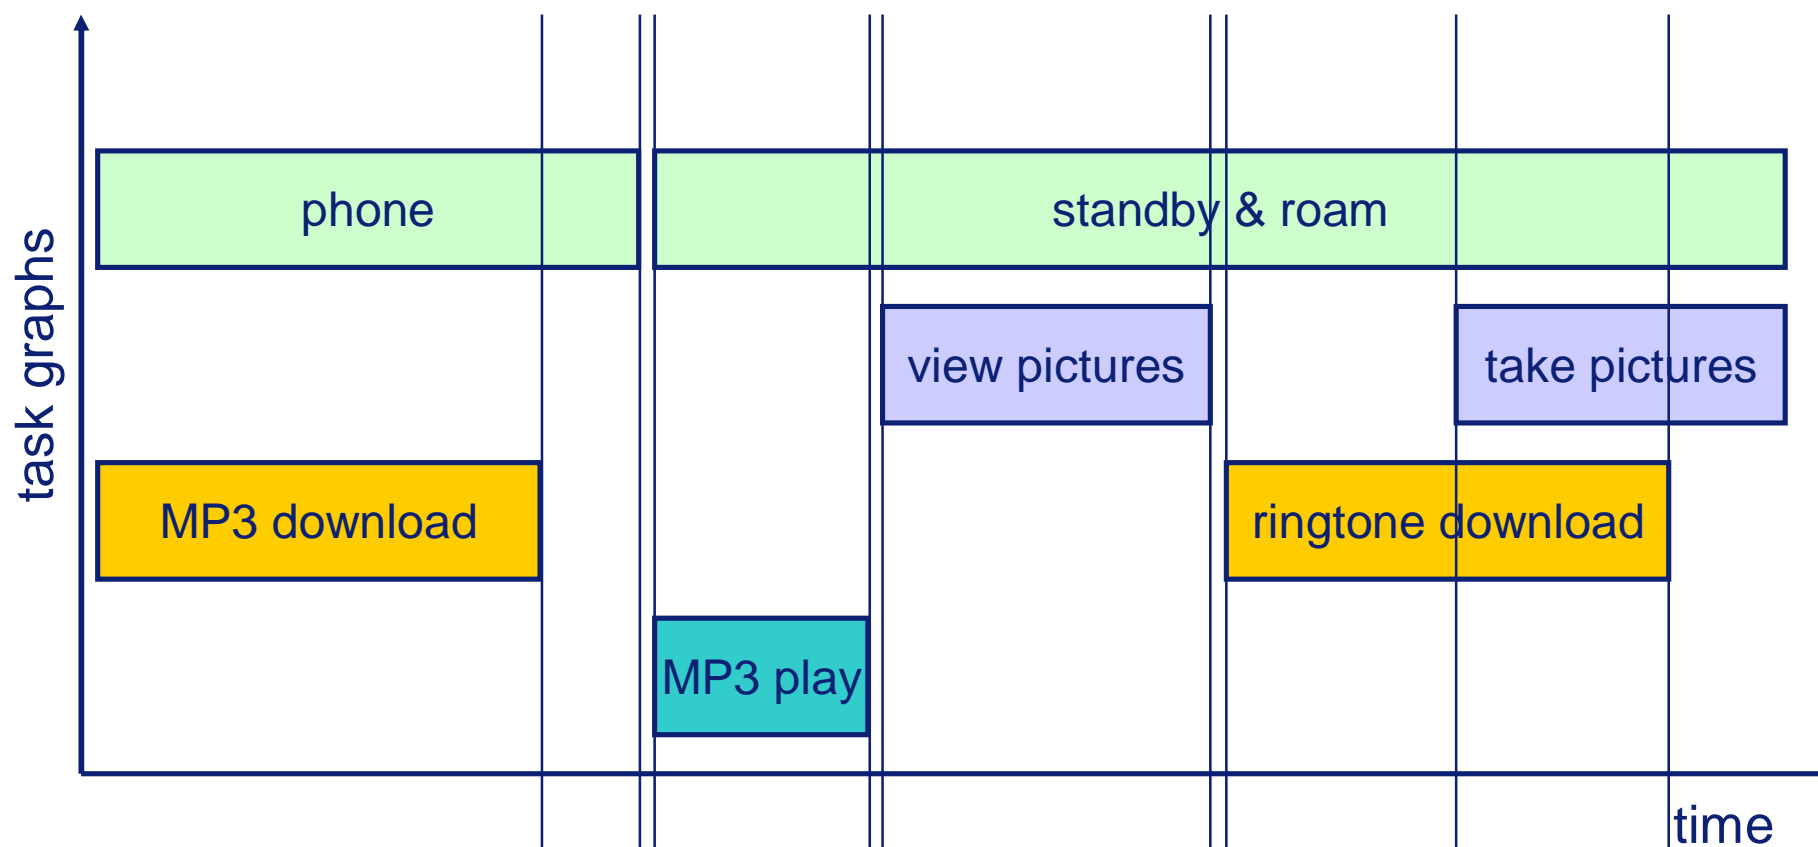 task graphs
phone
standby & roam
view pictures
take pictures
MP3 download
ringtone download
MP3 play
time